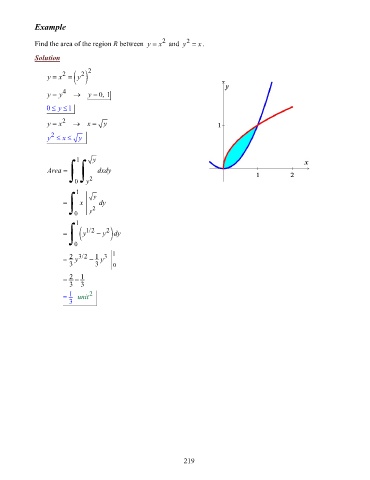 Example
Find the area of the region R between y = x² and y² = x.
Solution
y = x² = (y²)²
y = y⁴ → y = 0, 1
0 ≤ y ≤ 1
y = x² → x = √y
y² ≤ x ≤ √y
Area = ∫₀¹ ∫_{y²}^{√y} dxdy
= ∫₀¹ x |_{y²}^{√y} dy
= ∫₀¹ (y^{1/2} − y²) dy
= 2/3 y^{3/2} − 1/3 y³ |₀¹
= 2/3 − 1/3
= 1/3 unit²
y
1
x
1 2
219